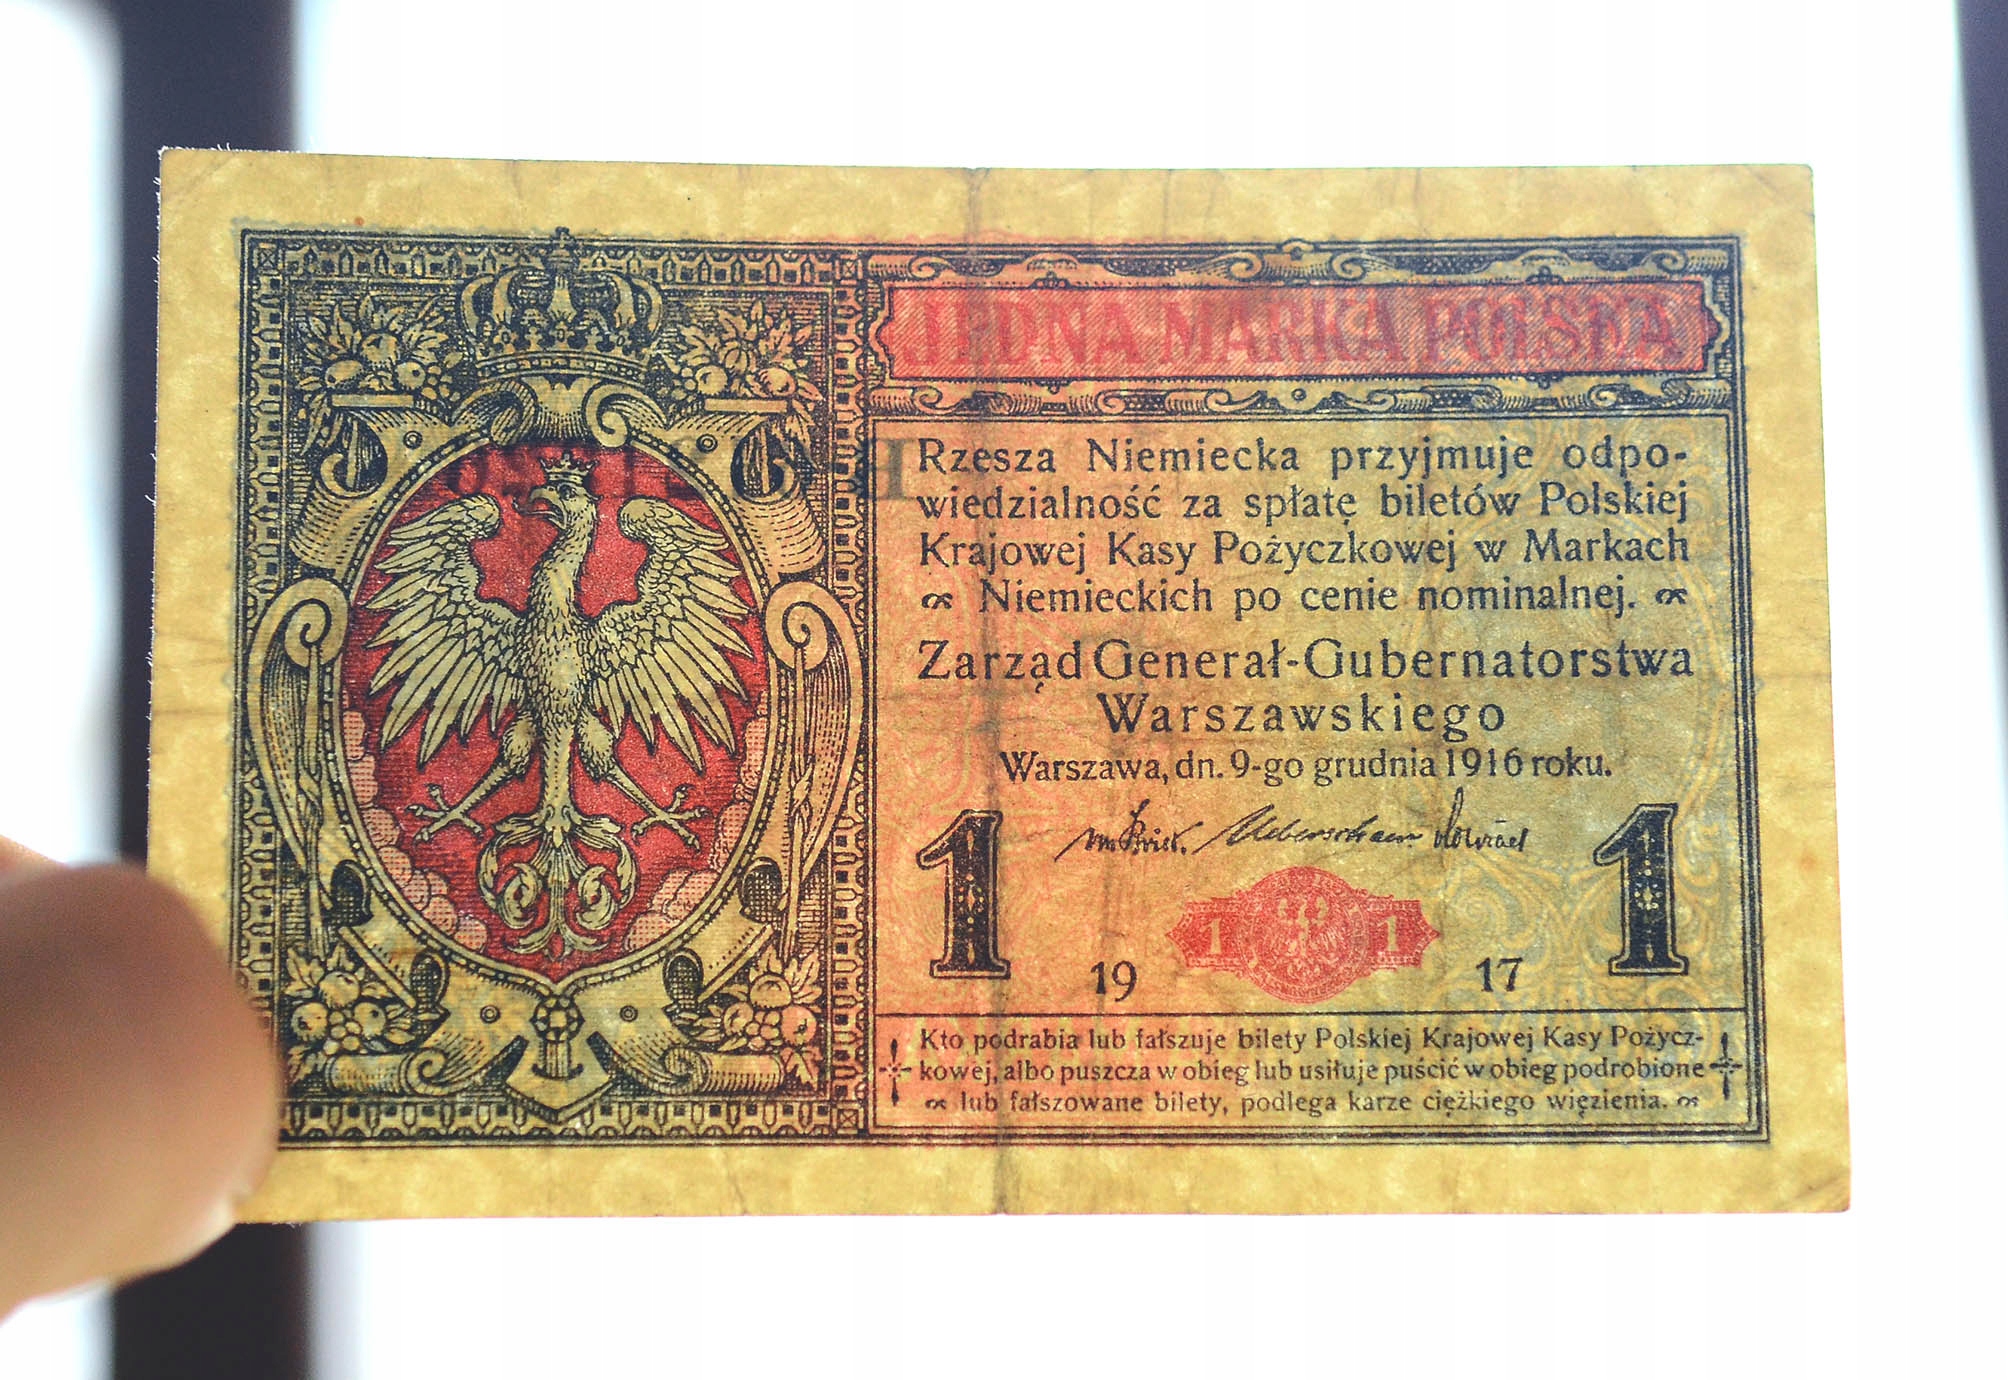 JEDNA MARKA POLSKA
Rzesza Niemiecka przyjmuje odpo-
wiedzialność za spłatę biletów Polskiej
Krajowej Kasy Pożyczkowej w Markach
Niemieckich po cenie nominalnej.
Zarząd Generał-Gubernatorstwa
Warszawskiego
Warszawa, dn. 9-go grudnia 1916 roku.
1 1
1 1
19 17
Kto podrabia lub fałszuje bilety Polskiej Krajowej Kasy Pożycz-
kowej, albo puszcza w obieg lub usiłuje puścić w obieg podrobione
lub fałszowane bilety, podlega karze ciężkiego więzienia.